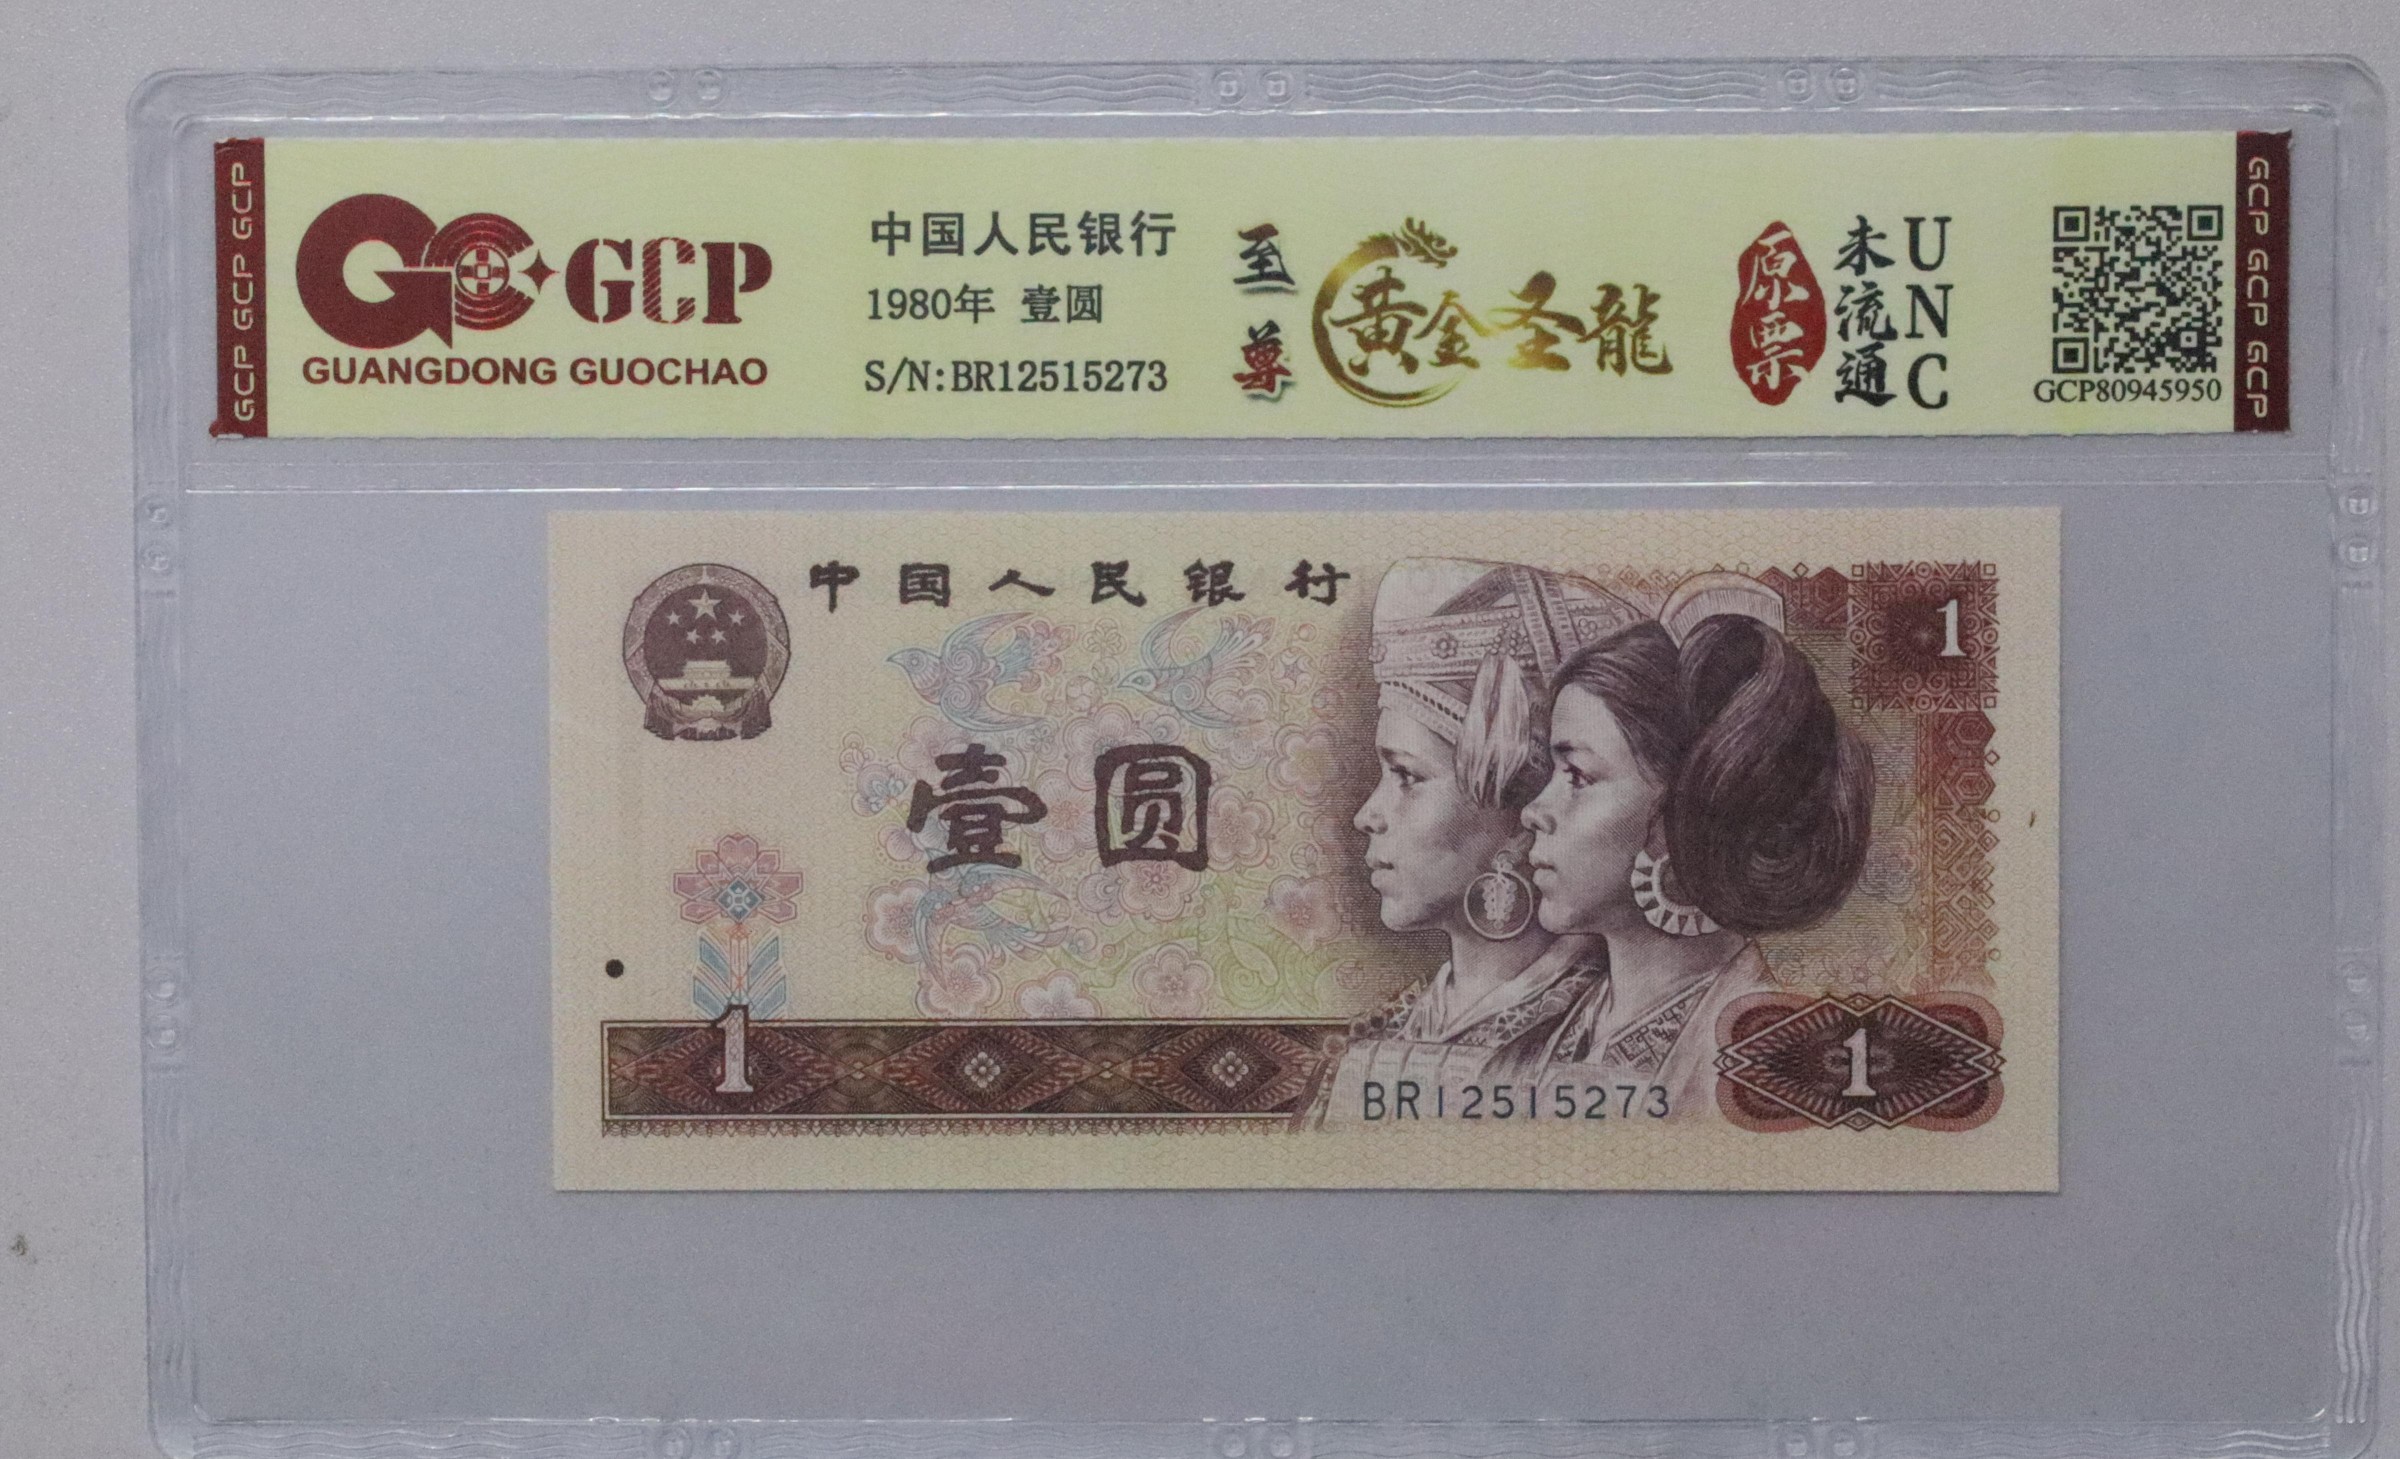 GCP GCP GCP
GCP
GUANGDONG GUOCHAO
中国人民银行
1980年 壹圆
S/N:BR12515273
至尊
黄金圣龍
原票
未流通
UNC
GCP80945950
GCP GCP GCP
中国人民银行
1
壹圆
1
BR12515273
1